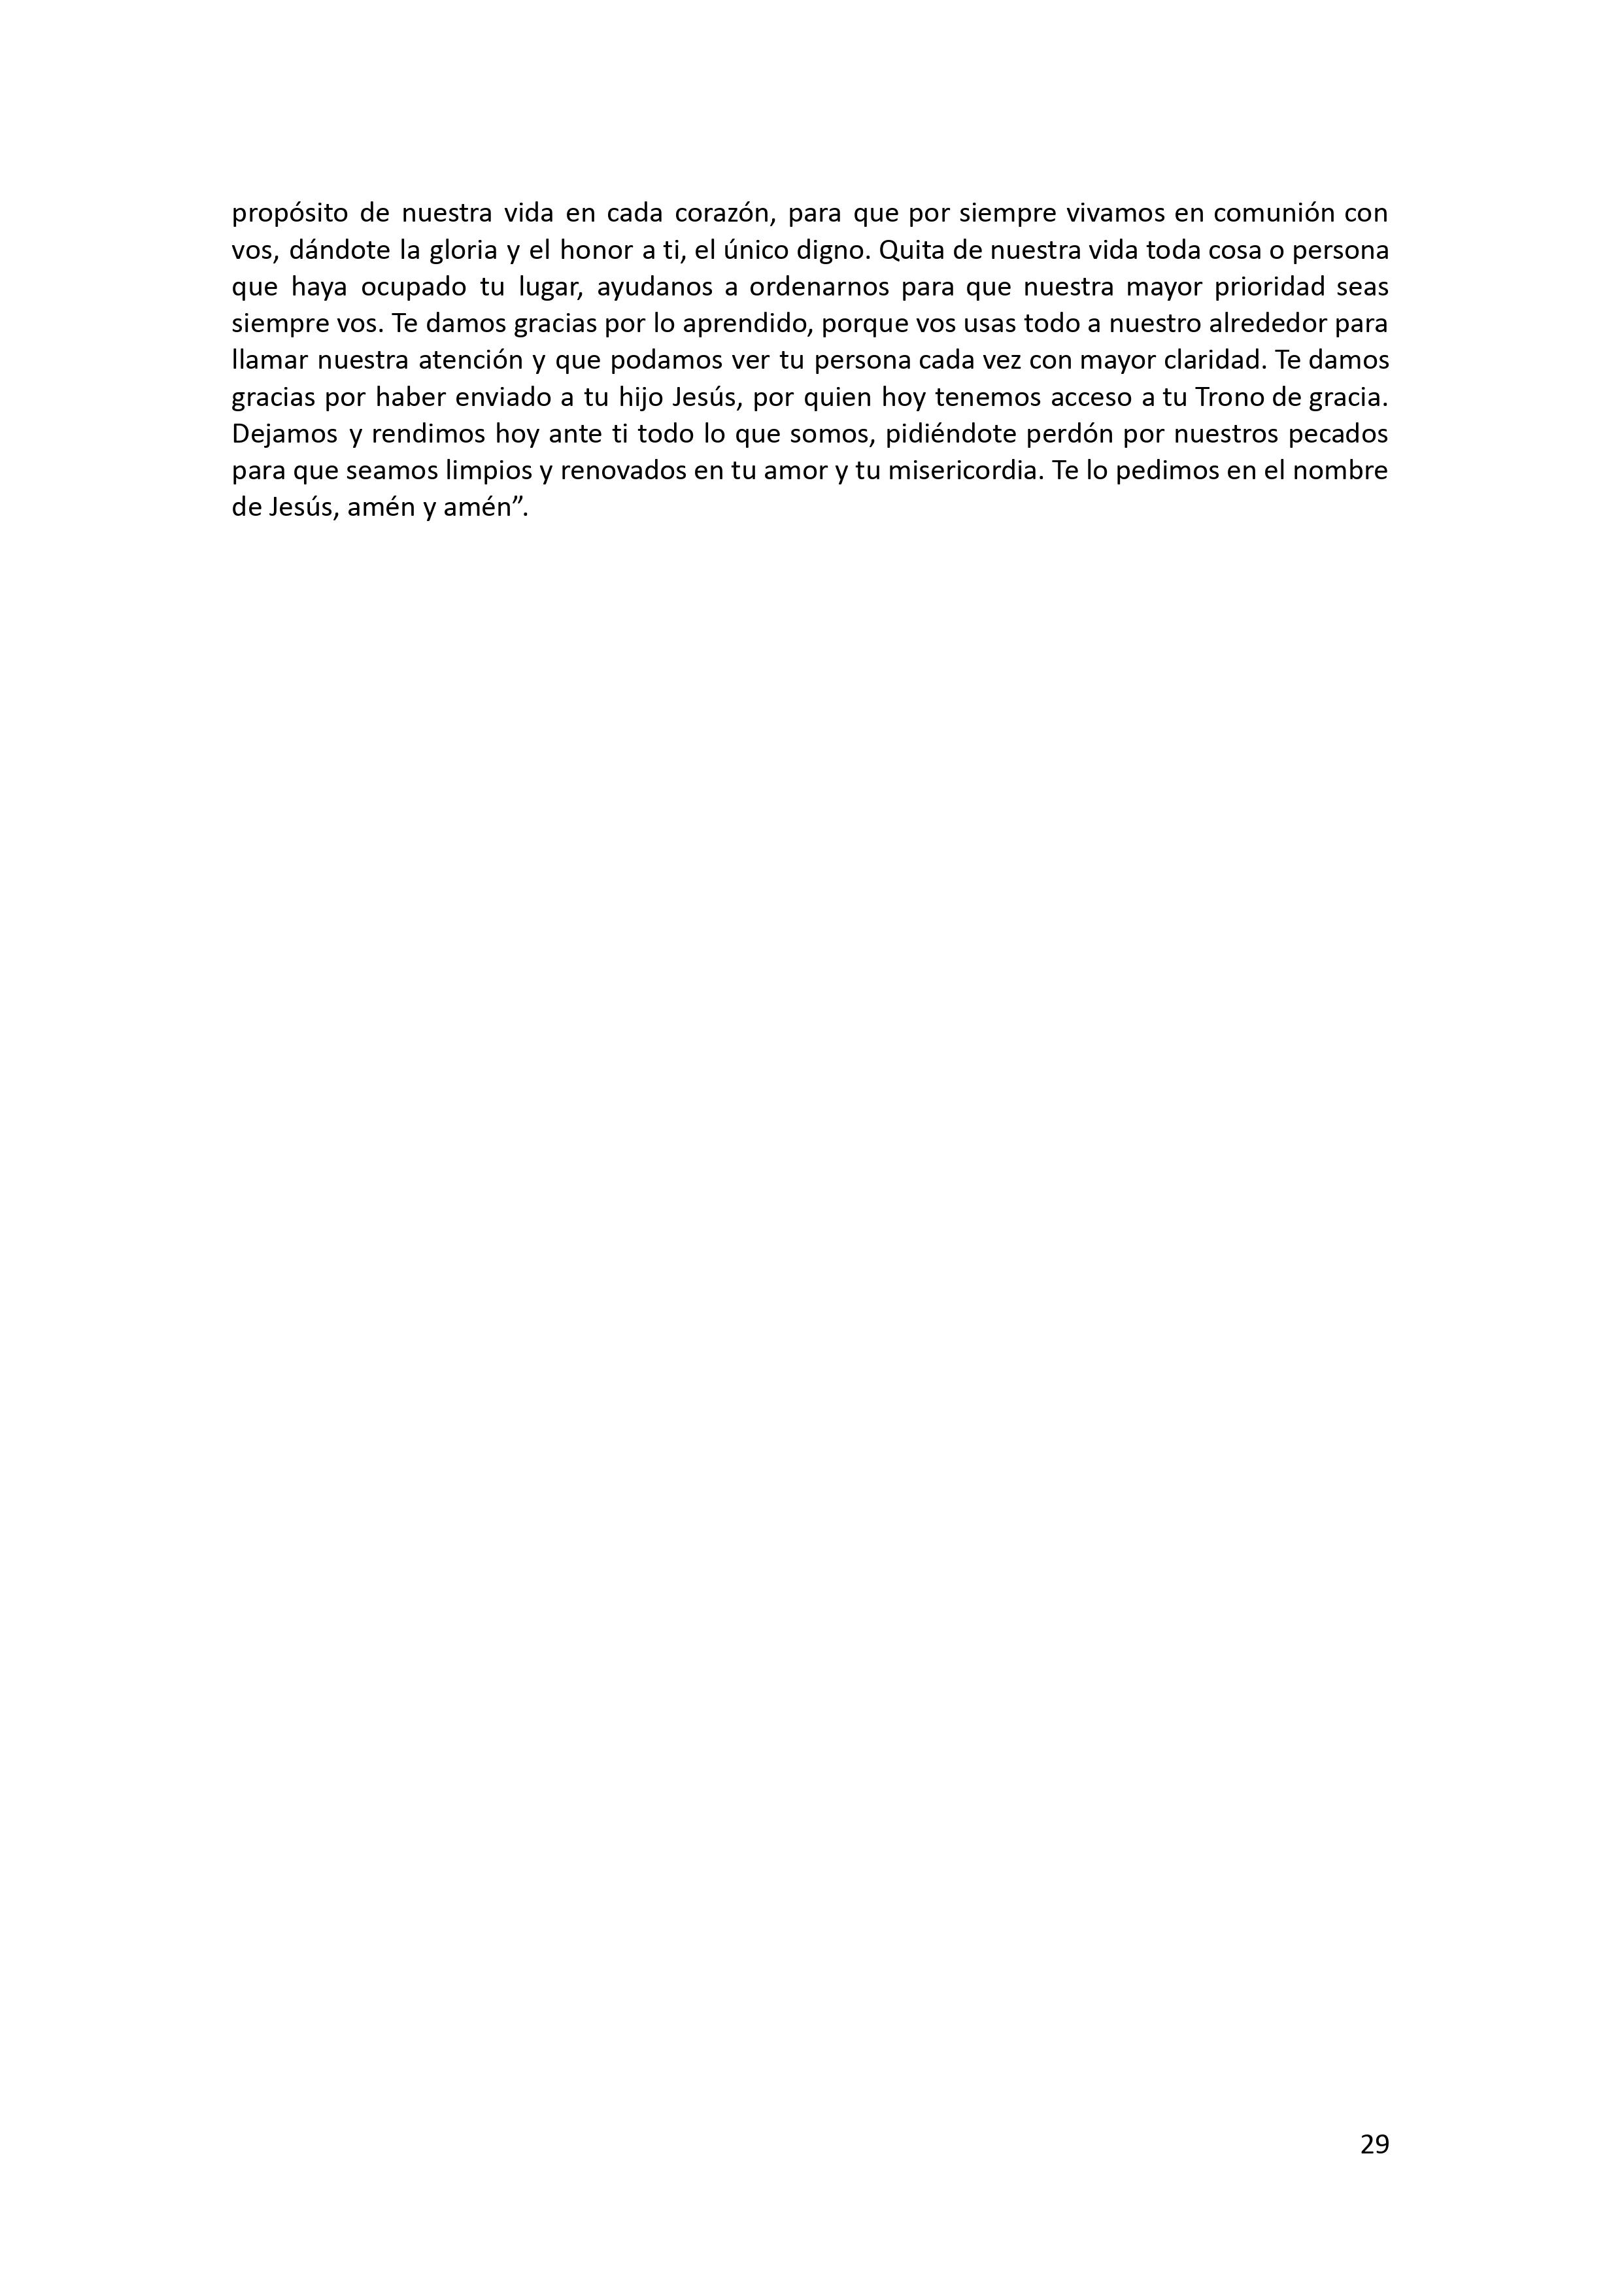 propósito de nuestra vida en cada corazón, para que por siempre vivamos en comunión con
vos, dándote la gloria y el honor a ti, el único digno. Quita de nuestra vida toda cosa o persona
que haya ocupado tu lugar, ayudanos a ordenarnos para que nuestra mayor prioridad seas
siempre vos. Te damos gracias por lo aprendido, porque vos usas todo a nuestro alrededor para
llamar nuestra atención y que podamos ver tu persona cada vez con mayor claridad. Te damos
gracias por haber enviado a tu hijo Jesús, por quien hoy tenemos acceso a tu Trono de gracia.
Dejamos y rendimos hoy ante ti todo lo que somos, pidiéndote perdón por nuestros pecados
para que seamos limpios y renovados en tu amor y tu misericordia. Te lo pedimos en el nombre
de Jesús, amén y amén”.
29